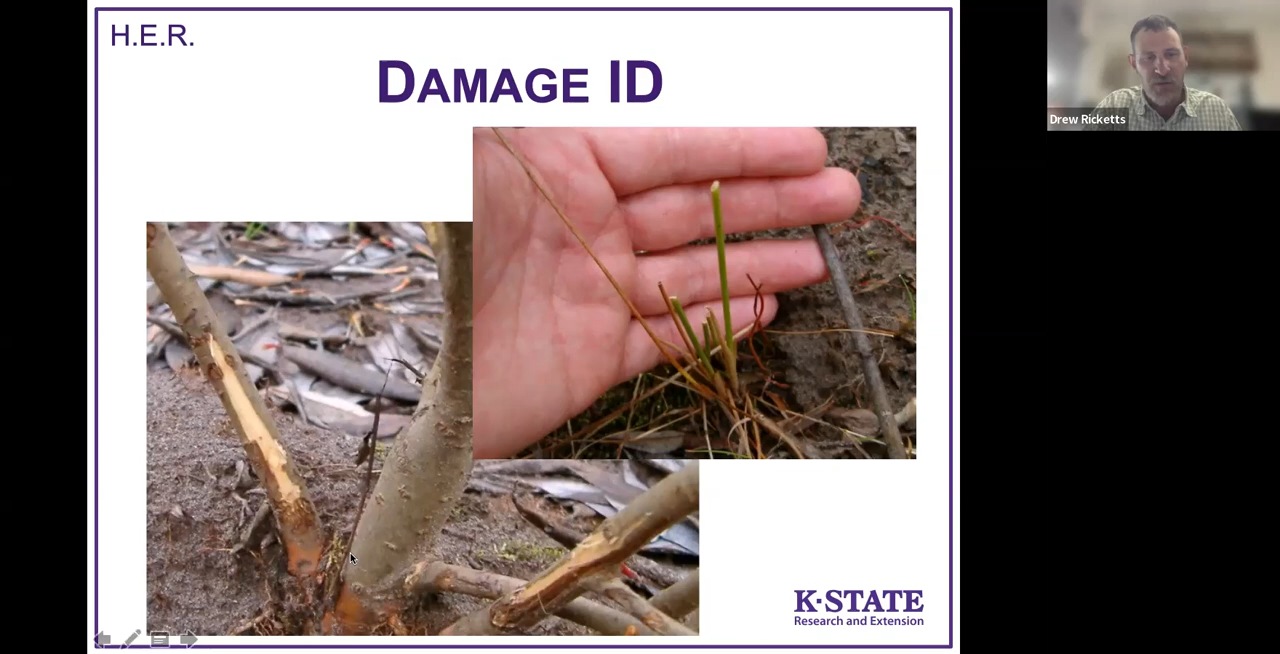 H.E.R.
DAMAGE ID
Drew Ricketts
K·STATE
Research and Extension